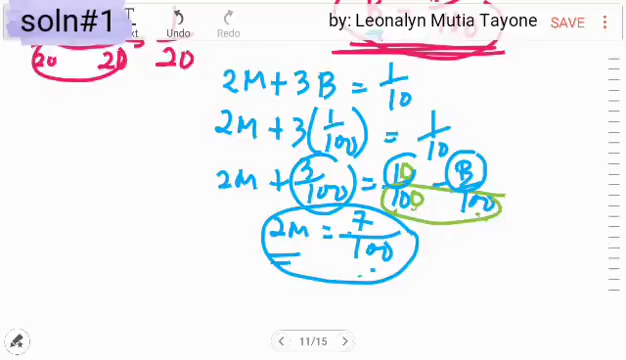 soln#1
by: Leonalyn Mutia Tayone
SAVE
Undo
Redo
20 20 20
2M + 3B = 1/10
2M + 3(1/100) = 1/10
2M + (3/100) = 10/100 - 3/100
2M = 7/100
11/15